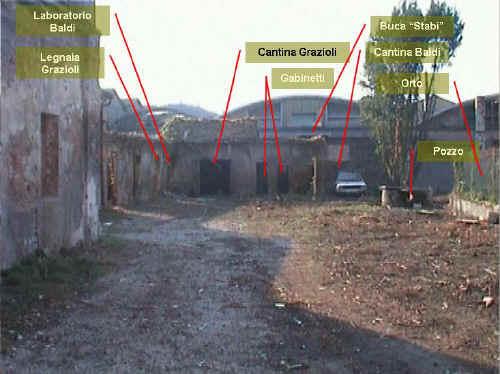 Laboratorio
Baldi
Buca "Stabi"
Legnaia
Grazioli
Cantina Grazioli
Cantina Baldi
Gabinetti
Orto
Pozzo